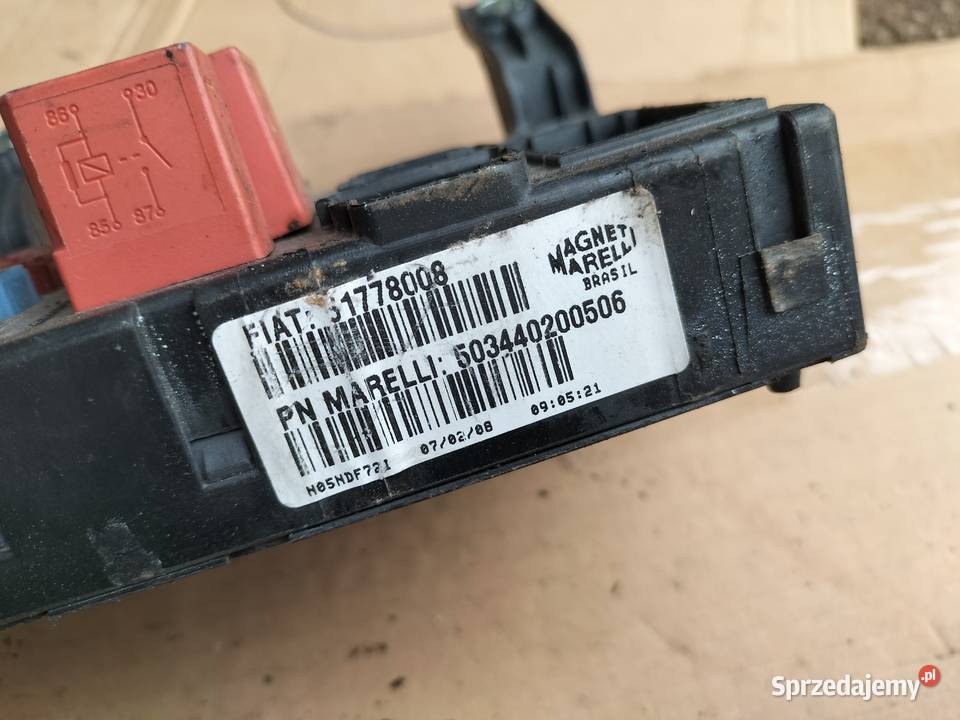 86 30
85 87
FIAT: 51778008
MAGNETI
MARELLI
BRASIL
PN MARELLI: 503440200506
07/02/08 09:05:21
Sprzedajemy.pl